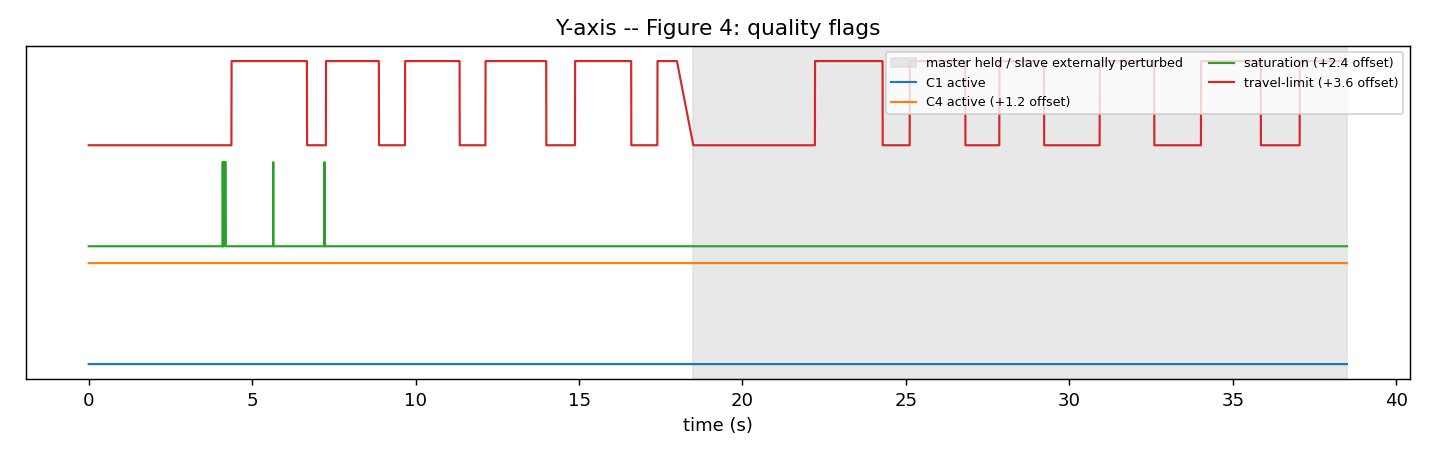 Y-axis -- Figure 4: quality flags
master held / slave externally perturbed
C1 active
C4 active (+1.2 offset)
saturation (+2.4 offset)
travel-limit (+3.6 offset)
0 5 10 15 20 25 30 35 40
time (s)